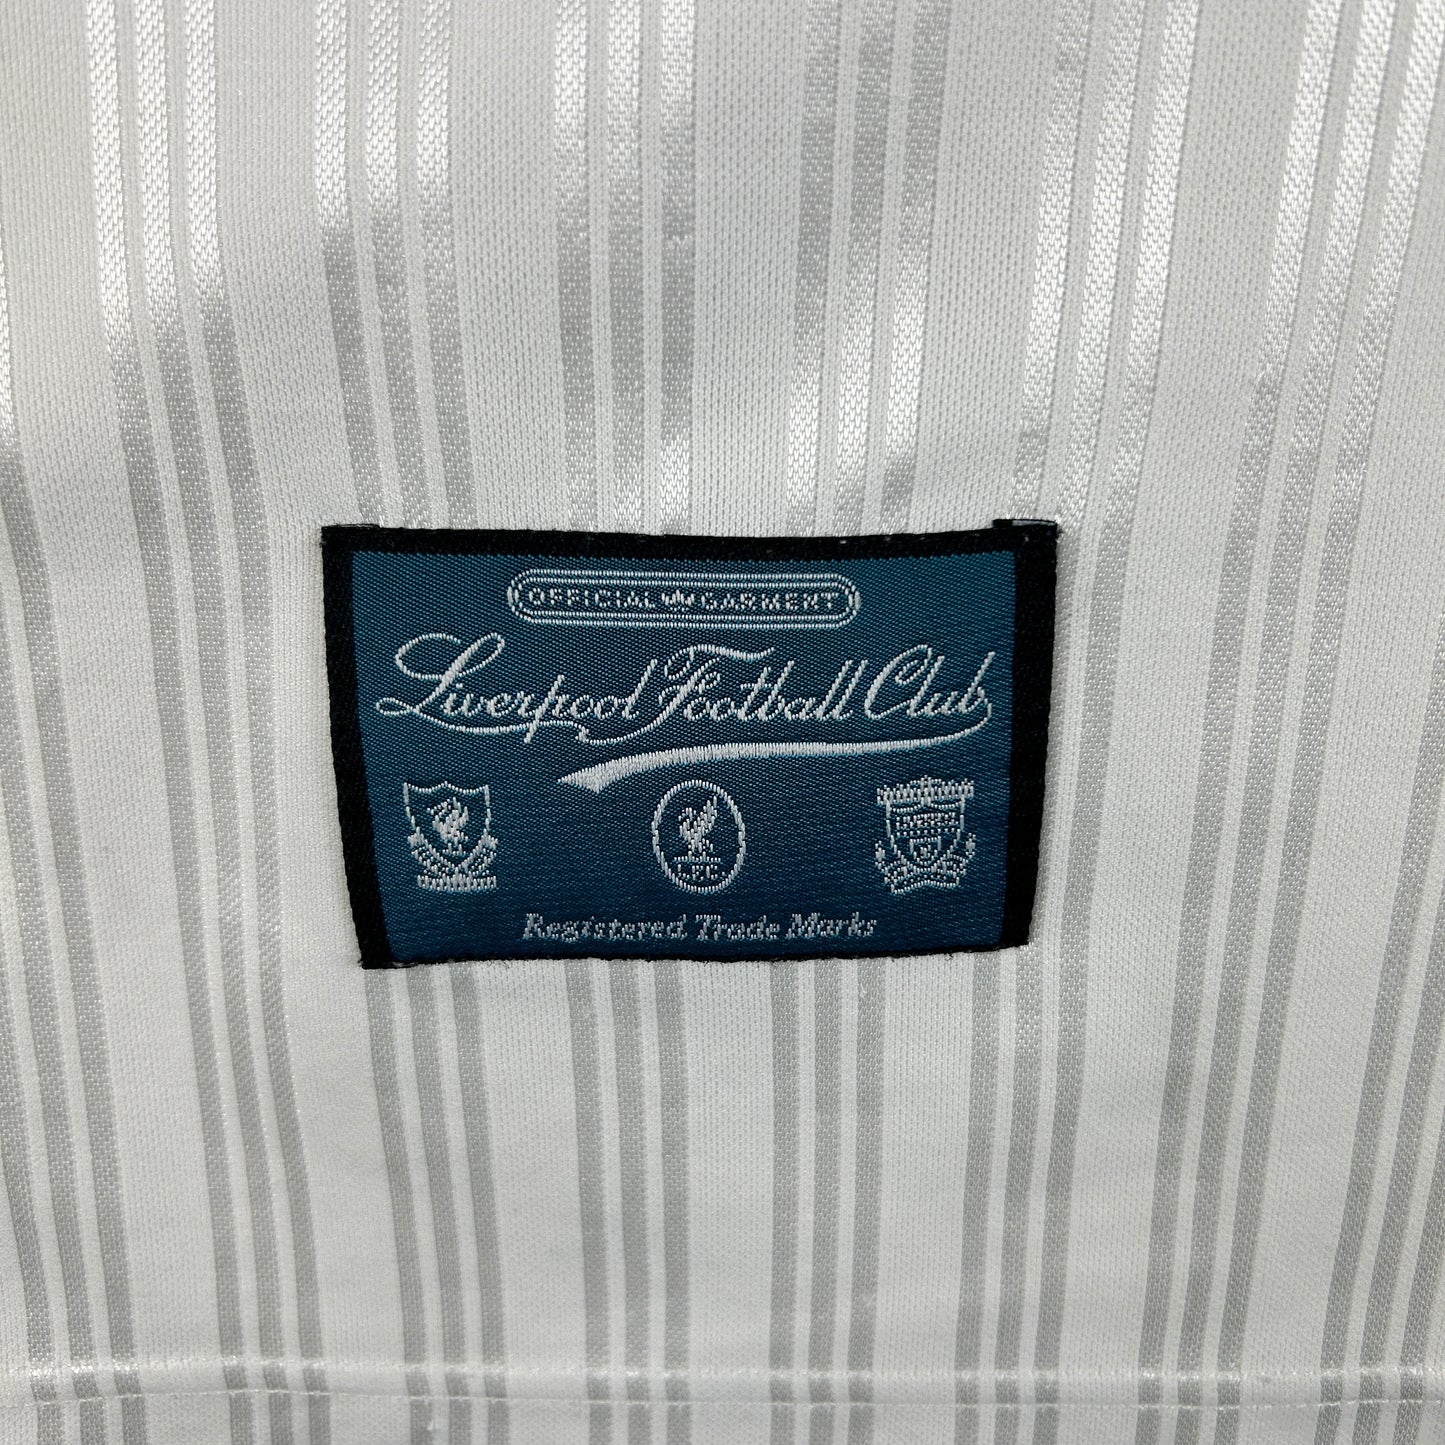 OFFICIAL GARMENT
Liverpool Football Club
L.F.C.
Registered Trade Marks